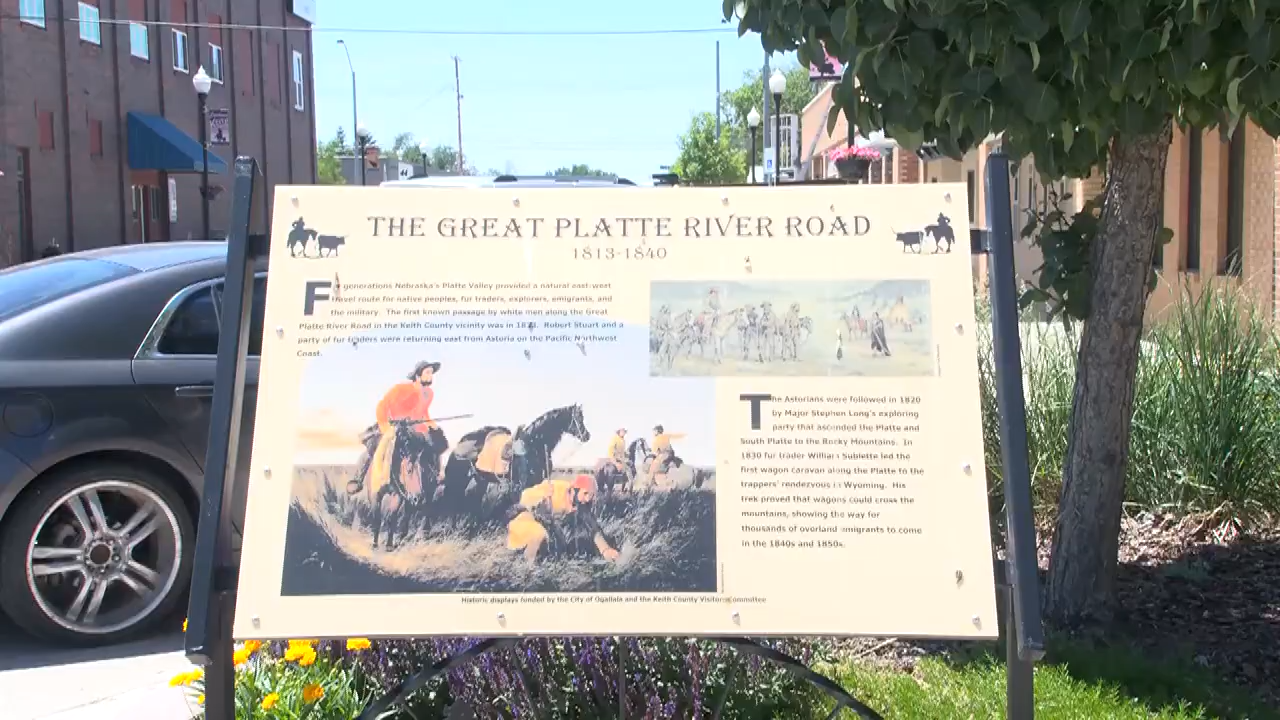 THE GREAT PLATTE RIVER ROAD
1813-1840
For generations Nebraska's Platte Valley provided a natural east-west
travel route for native peoples, fur traders, explorers, emigrants, and
the military. The first known passage by white men along the Great
Platte River Road in the Keith County vicinity was in Robert Stuart and a
party of fur traders were returning east from Astoria on the Pacific Northwest
Coast.
The Astorians were followed in 1820
by Major Stephen Long's exploring
party that ascended the Platte and
South Platte to the Rocky Mountains. In
1830 fur trader William Sublette led the
first wagon caravan along the Platte to the
trappers' rendezvous in Wyoming. His
trek proved that wagons could cross the
mountains, showing the way for
thousands of overland emigrants to come
in the 1840s and 1850s.
Historic displays funded by the City of Ogallala and the Keith County Visitors Committee